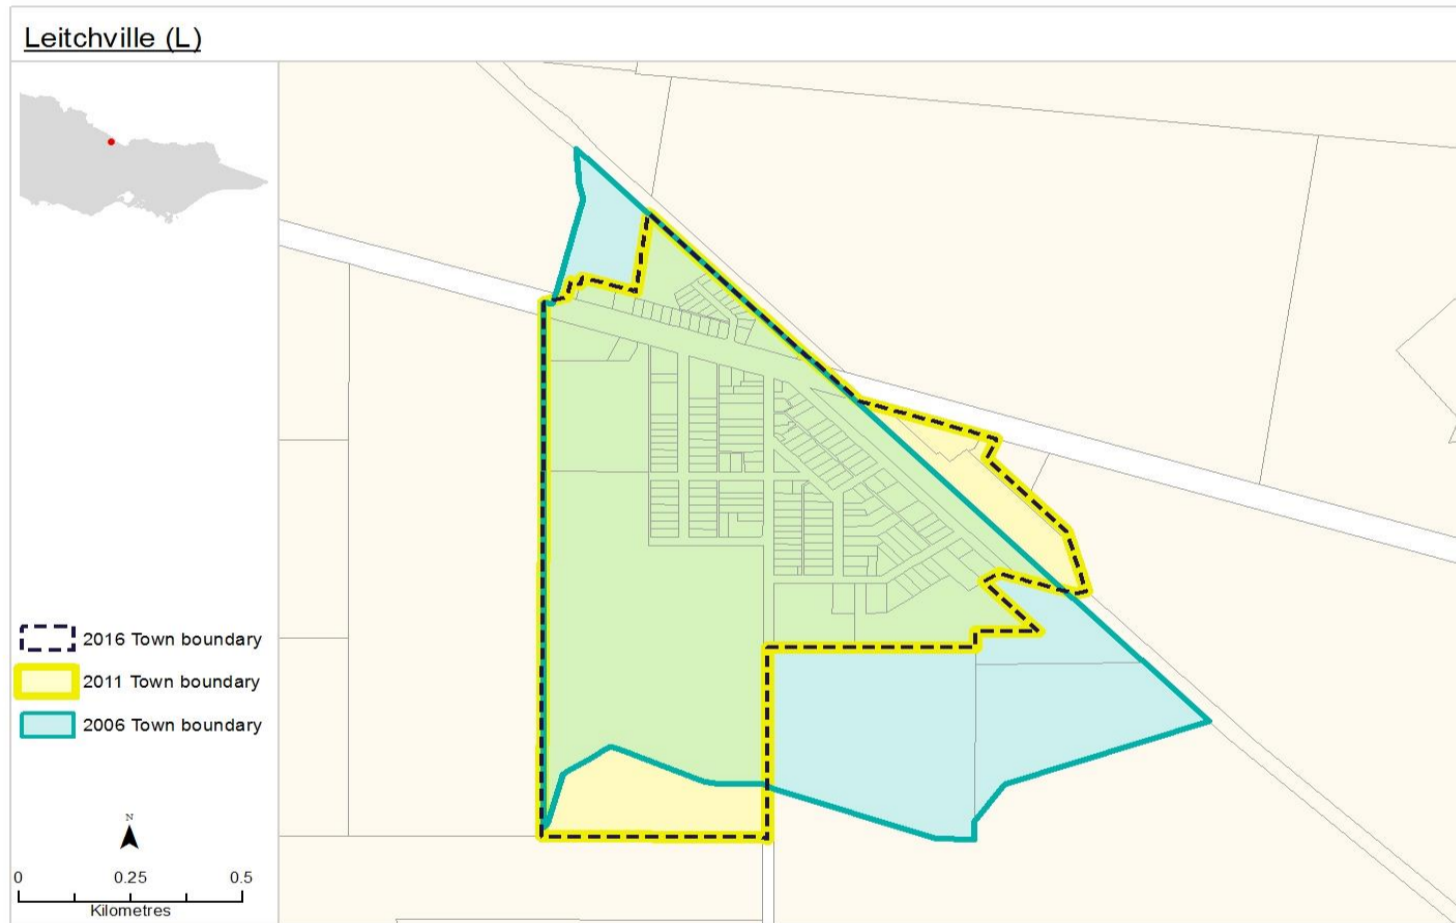 Leitchville (L)
2016 Town boundary
2011 Town boundary
2006 Town boundary
N
0 0.25 0.5
Kilometres